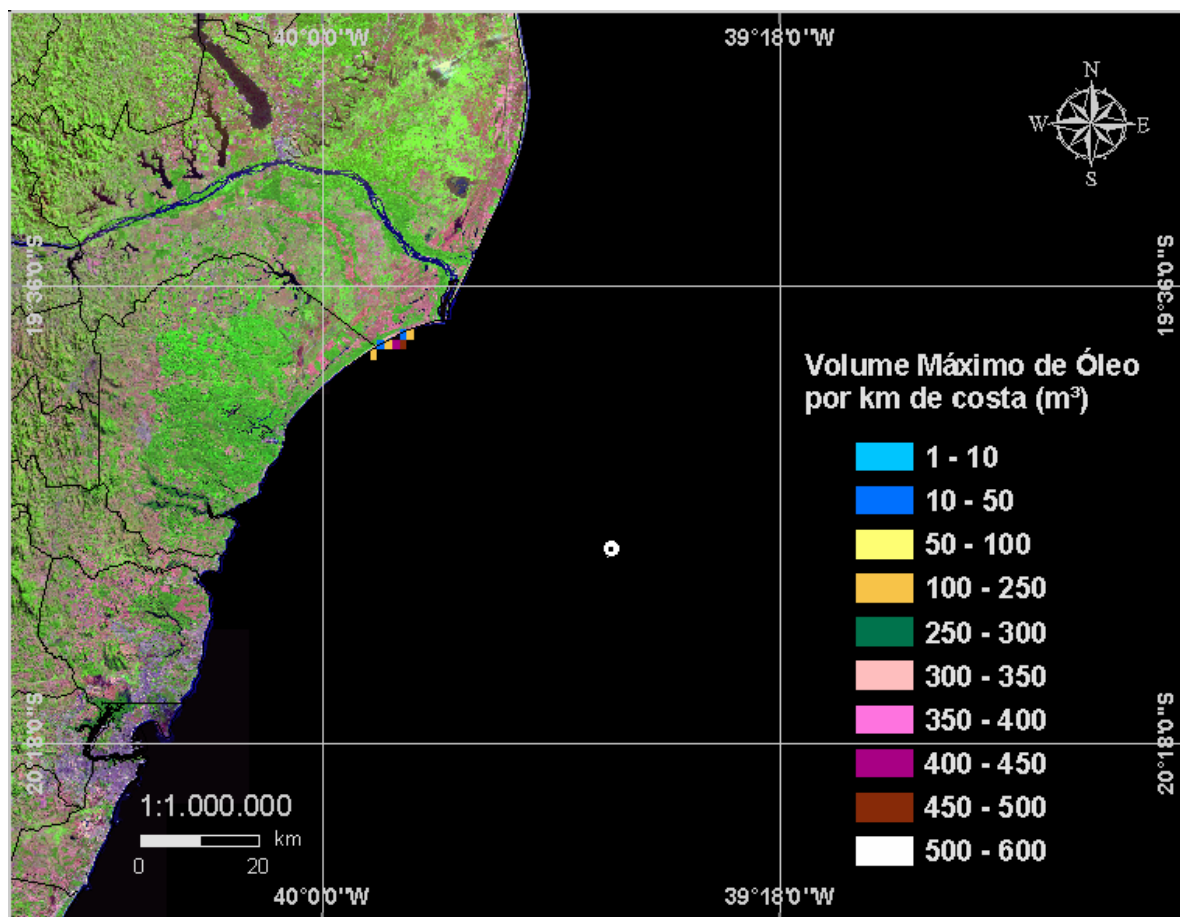 40°0'0"W
39°18'0"W
N
W
E
S
19°36'0"S
19°36'0"S
Volume Máximo de Óleo
por km de costa (m³)
1 - 10
10 - 50
50 - 100
100 - 250
250 - 300
300 - 350
350 - 400
400 - 450
450 - 500
500 - 600
20°18'0"S
20°18'0"S
1:1.000.000
km
0
20
40°0'0"W
39°18'0"W